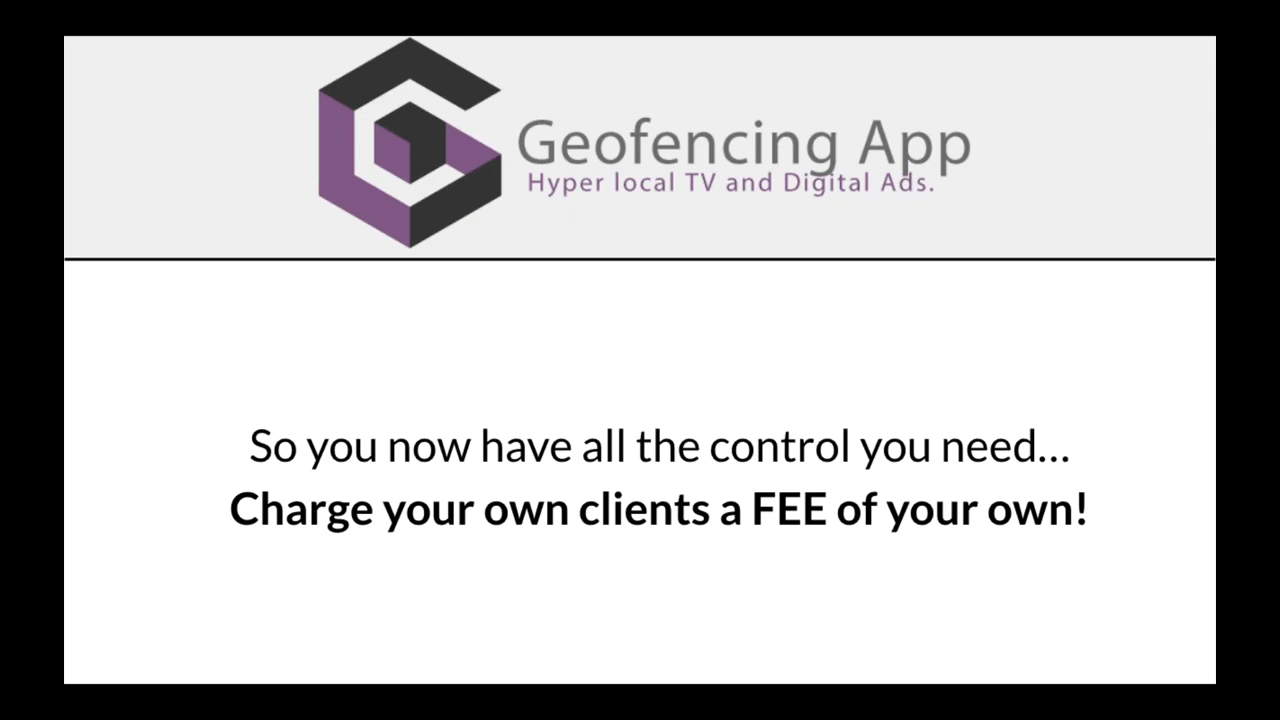 Geofencing App
Hyper local TV and Digital Ads.
So you now have all the control you need...
Charge your own clients a FEE of your own!